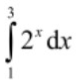 ∫₁³ 2ˣ dx